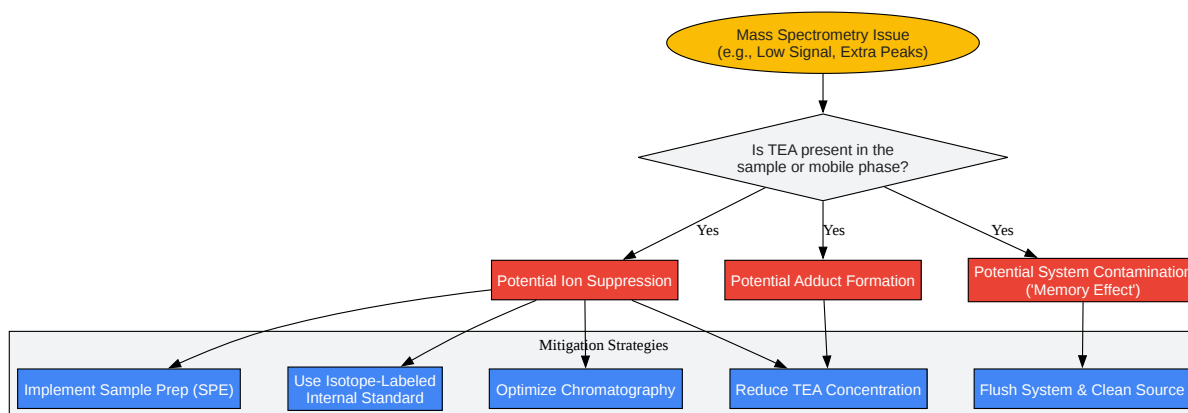 Mass Spectrometry Issue
(e.g., Low Signal, Extra Peaks)
Is TEA present in the
sample or mobile phase?
Yes
Yes
Yes
Potential Ion Suppression
Potential Adduct Formation
Potential System Contamination
('Memory Effect')
Mitigation Strategies
Implement Sample Prep (SPE)
Use Isotope-Labeled
Internal Standard
Optimize Chromatography
Reduce TEA Concentration
Flush System & Clean Source